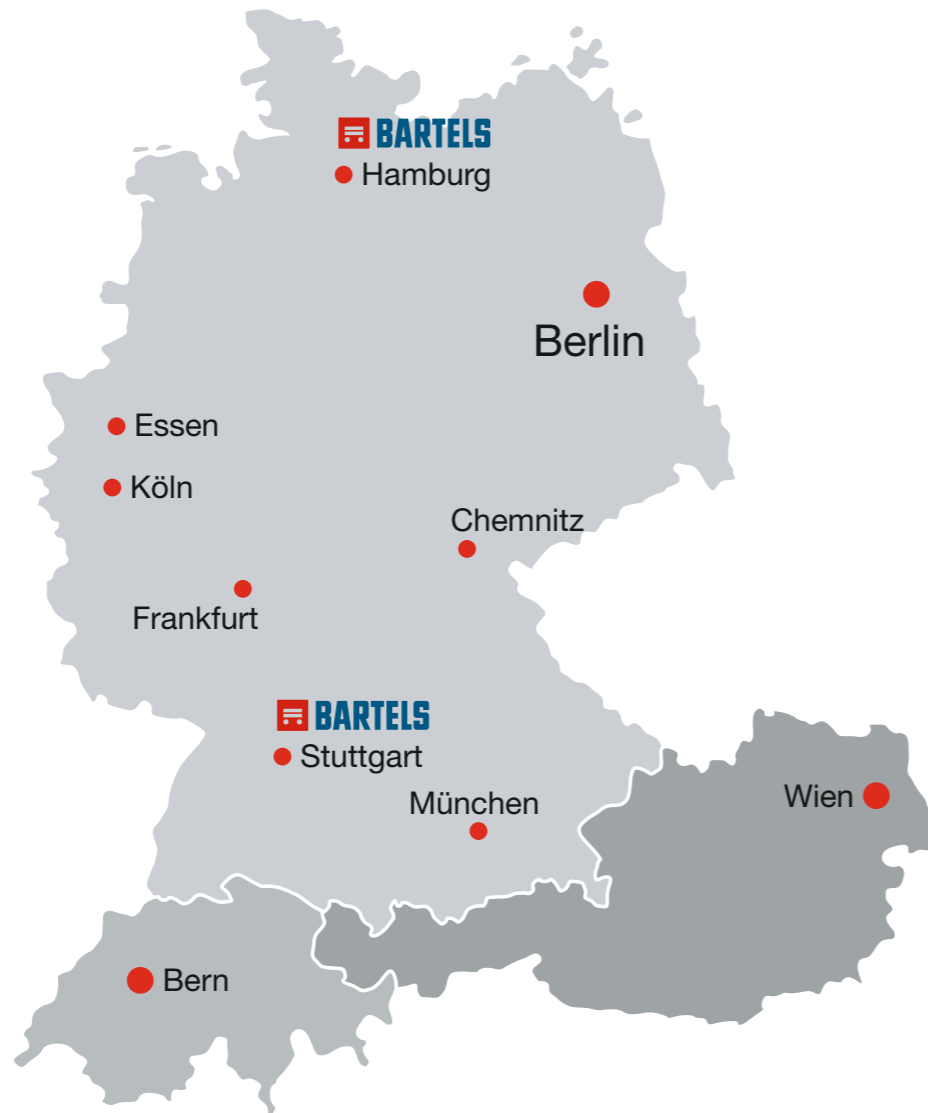 BARTELS
Hamburg
Berlin
Essen
Köln
Chemnitz
Frankfurt
BARTELS
Stuttgart
Wien
München
Bern